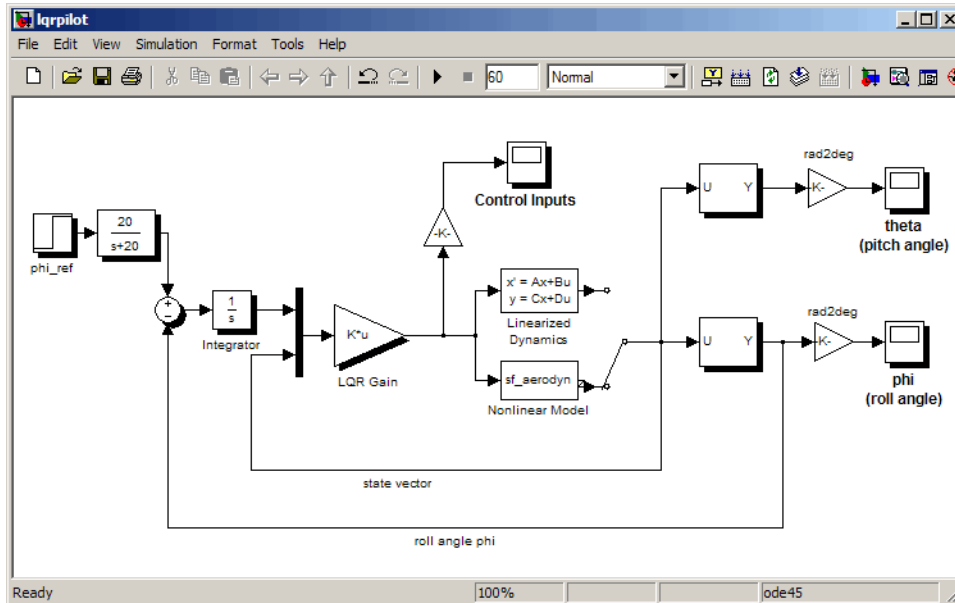 lqrpilot
File Edit View Simulation Format Tools Help
60 Normal
rad2deg
U Y -K-
Control Inputs
theta
(pitch angle)
-K-
20
s+20
phi_ref
x' = Ax+Bu
y = Cx+Du
Linearized
Dynamics
rad2deg
+
−
1
s
Integrator
K*u
LQR Gain
U Y -K-
sf_aerodyn
Nonlinear Model
phi
(roll angle)
state vector
roll angle phi
Ready 100% ode45